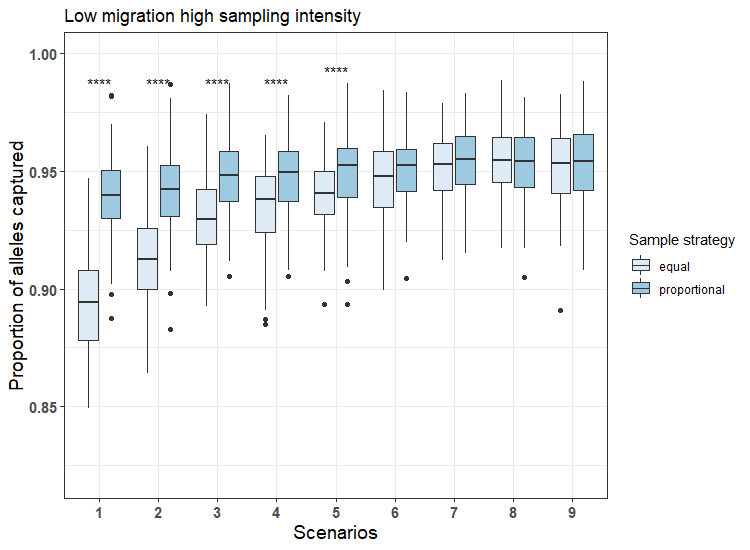 Low migration high sampling intensity
Proportion of alleles captured
1.00
0.95
0.90
0.85
**** **** **** **** ****
1 2 3 4 5 6 7 8 9
Scenarios
Sample strategy
equal
proportional